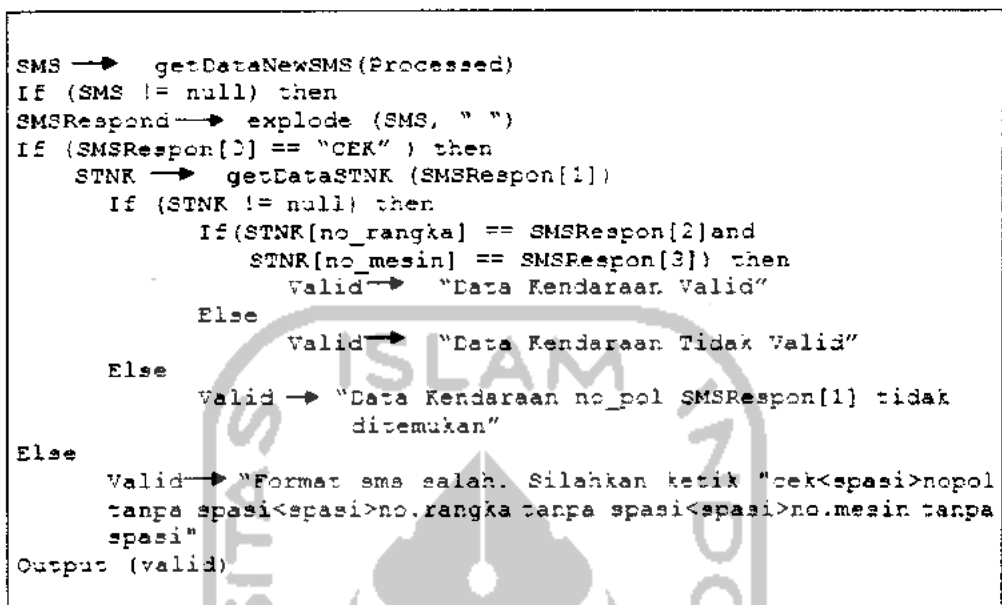 SMS → getDataNewSMS(Processed)
If (SMS != null) then
SMSRespond → explode (SMS, " ")
If (SMSRespon[0] == "CEK" ) then
STNK → getDataSTNK (SMSRespon[1])
If (STNK != null) then
If(STNK[no_rangka] == SMSRespon[2]and
STNK[no_mesin] == SMSRespon[3]) then
Valid → "Data Kendaraan Valid"
Else
Valid → "Data Kendaraan Tidak Valid"
Else
Valid → "Data Kendaraan no_pol SMSRespon[1] tidak
ditemukan"
Else
Valid → "Format sms salah. Silahkan ketik "cek<spasi>nopol
tanpa spasi<spasi>no.rangka tanpa spasi<spasi>no.mesin tanpa
spasi"
Output (valid)
ISLAM
SITAS
INDO